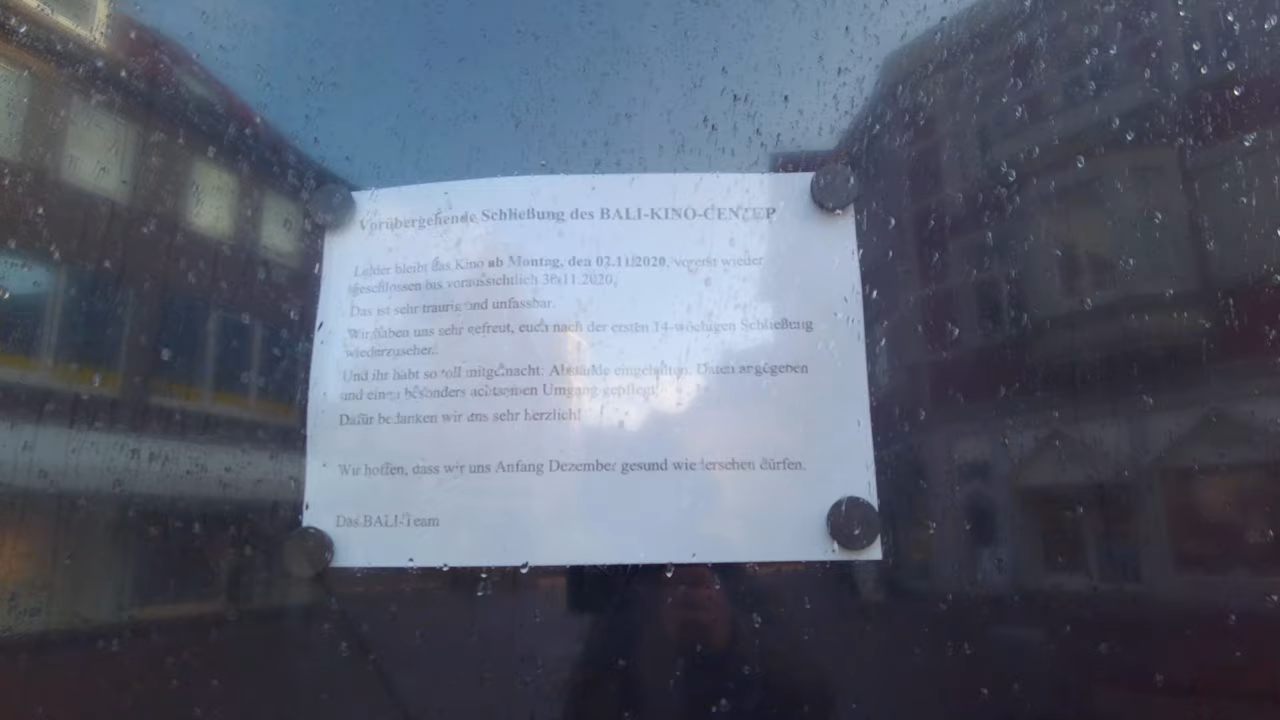 Vorübergehende Schließung des BALI-KINO-CENTER
Leider bleibt das Kino ab Montag, den 02.11.2020, vorerst wieder
geschlossen bis voraussichtlich 30.11.2020.
Das ist sehr traurig und unfassbar.
Wir haben uns sehr gefreut, euch nach der ersten 14-wöchigen Schließung
wiederzusehen.
Und ihr habt so toll mitgemacht: Abstände eingehalten, Daten angegeben
und einen besonders achtsamen Umgang gepflegt!
Dafür bedanken wir uns sehr herzlich!
Wir hoffen, dass wir uns Anfang Dezember gesund wiedersehen dürfen.
Das BALI-Team